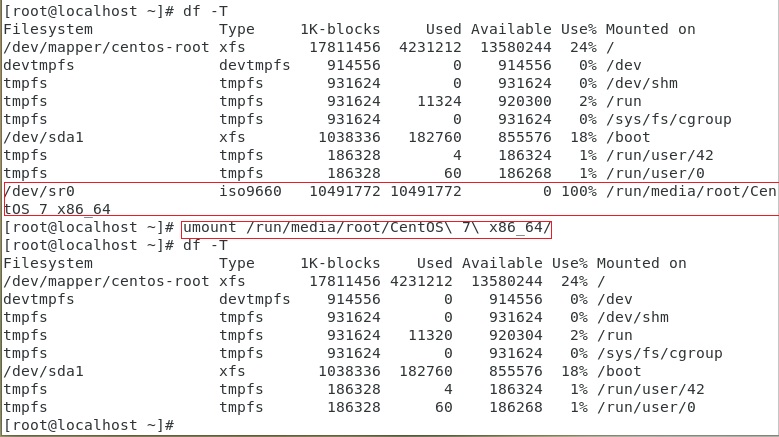 [root@localhost ~]# df -T
Filesystem              Type     1K-blocks     Used Available Use% Mounted on
/dev/mapper/centos-root xfs       17811456  4231212  13580244  24% /
devtmpfs                devtmpfs    914556        0    914556   0% /dev
tmpfs                   tmpfs       931624        0    931624   0% /dev/shm
tmpfs                   tmpfs       931624    11324    920300   2% /run
tmpfs                   tmpfs       931624        0    931624   0% /sys/fs/cgroup
/dev/sda1               xfs        1038336   182760    855576  18% /boot
tmpfs                   tmpfs       186328        4    186324   1% /run/user/42
tmpfs                   tmpfs       186328       60    186268   1% /run/user/0
/dev/sr0                iso9660   10491772 10491772         0 100% /run/media/root/Cen
tOS 7 x86_64
[root@localhost ~]# umount /run/media/root/CentOS\ 7\ x86_64/
[root@localhost ~]# df -T
Filesystem              Type     1K-blocks    Used Available Use% Mounted on
/dev/mapper/centos-root xfs       17811456 4231212  13580244  24% /
devtmpfs                devtmpfs    914556       0    914556   0% /dev
tmpfs                   tmpfs       931624       0    931624   0% /dev/shm
tmpfs                   tmpfs       931624   11320    920304   2% /run
tmpfs                   tmpfs       931624       0    931624   0% /sys/fs/cgroup
/dev/sda1               xfs        1038336  182760    855576  18% /boot
tmpfs                   tmpfs       186328       4    186324   1% /run/user/42
tmpfs                   tmpfs       186328      60    186268   1% /run/user/0
[root@localhost ~]#